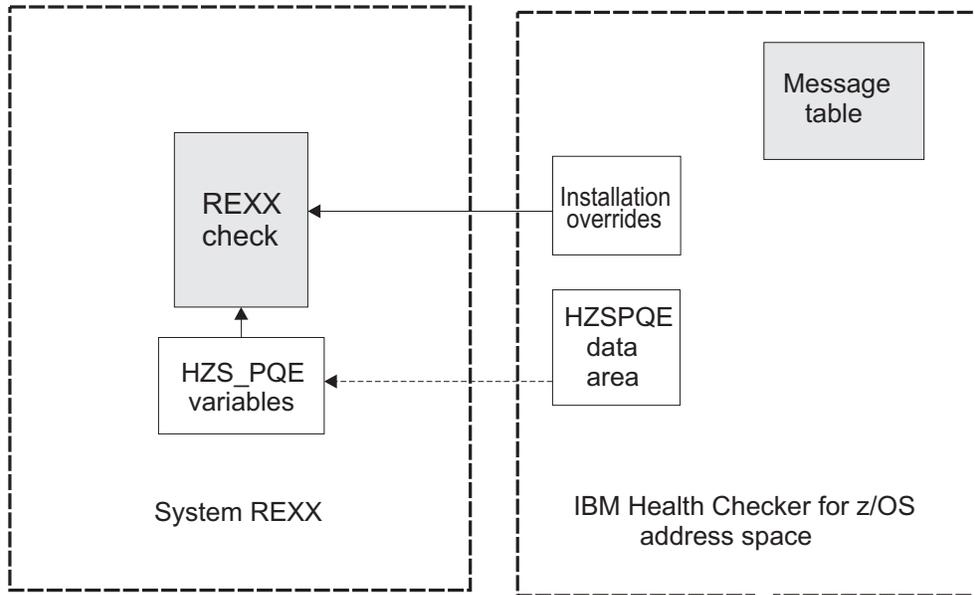 REXX
check
HZS_PQE
variables
System REXX
Message
table
Installation
overrides
HZSPQE
data
area
IBM Health Checker for z/OS
address space